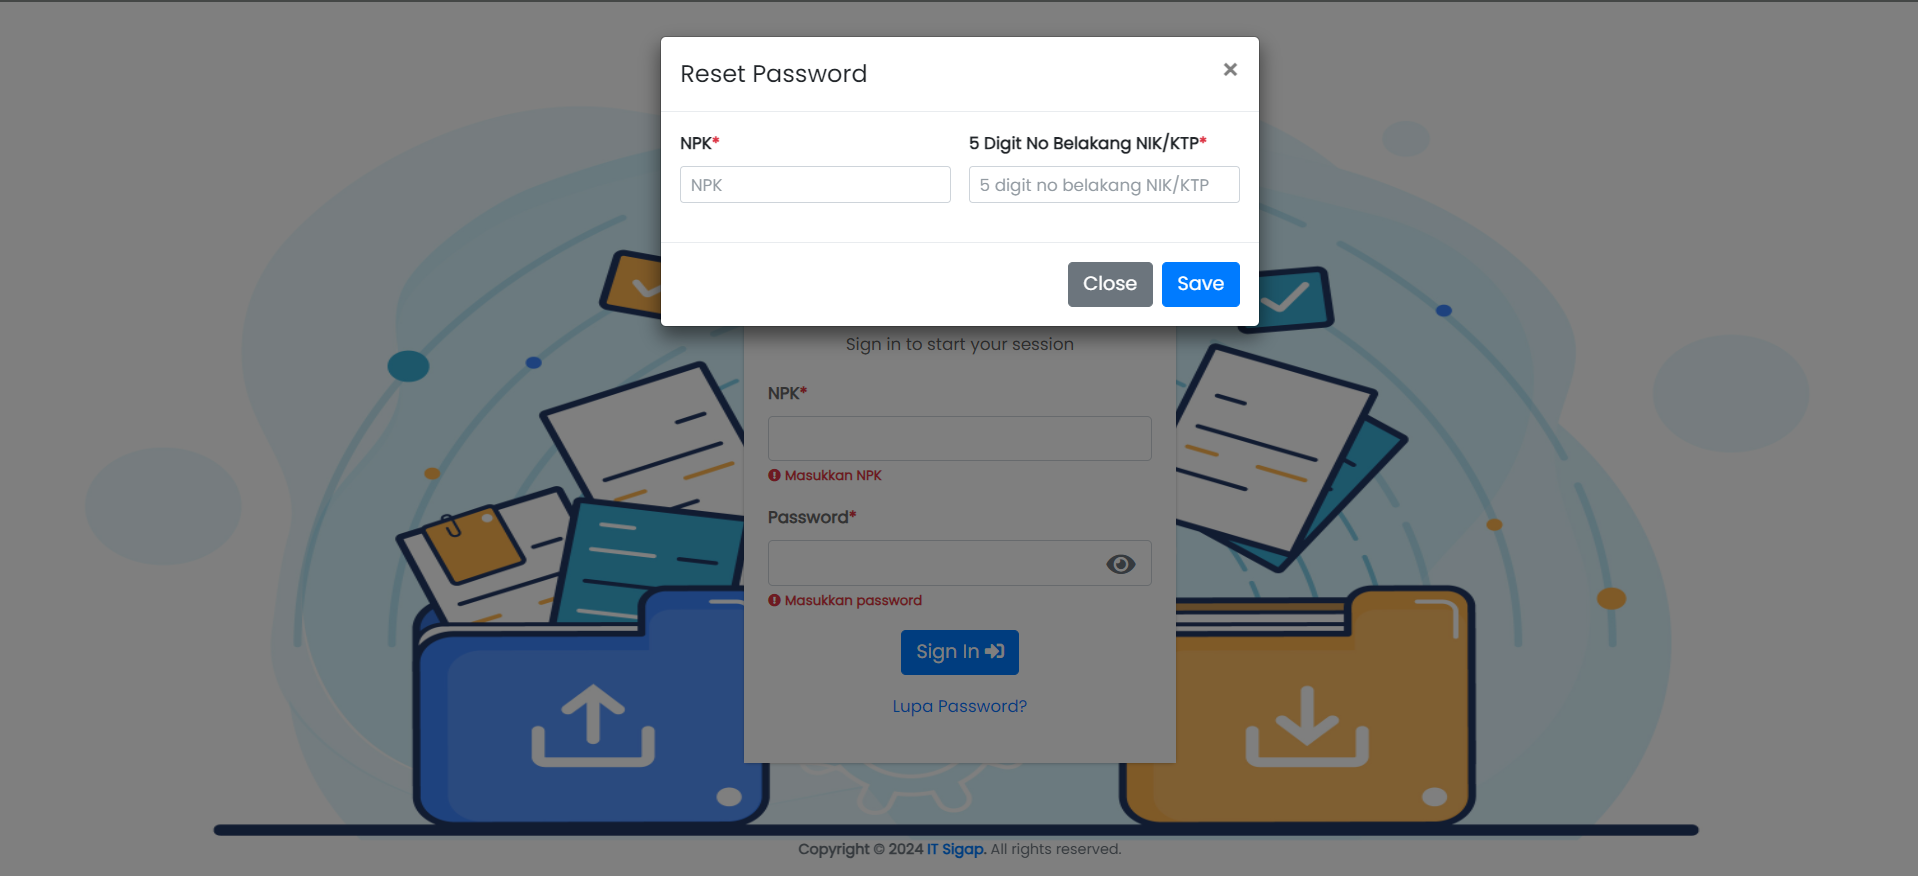 Reset Password
×
NPK*
5 Digit No Belakang NIK/KTP*
NPK
5 digit no belakang NIK/KTP
Close
Save
Sign in to start your session
NPK*
Masukkan NPK
Password*
Masukkan password
Sign In
Lupa Password?
Copyright © 2024 IT Sigap. All rights reserved.